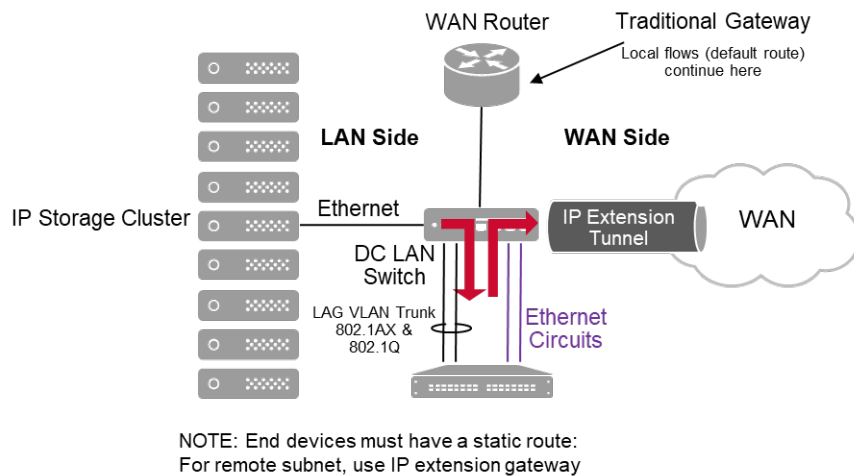 WAN Router
Traditional Gateway
Local flows (default route)
continue here
LAN Side
WAN Side
IP Storage Cluster
Ethernet
IP Extension
Tunnel
WAN
DC LAN
Switch
LAG VLAN Trunk
802.1AX &
802.1Q
Ethernet
Circuits
NOTE: End devices must have a static route:
For remote subnet, use IP extension gateway